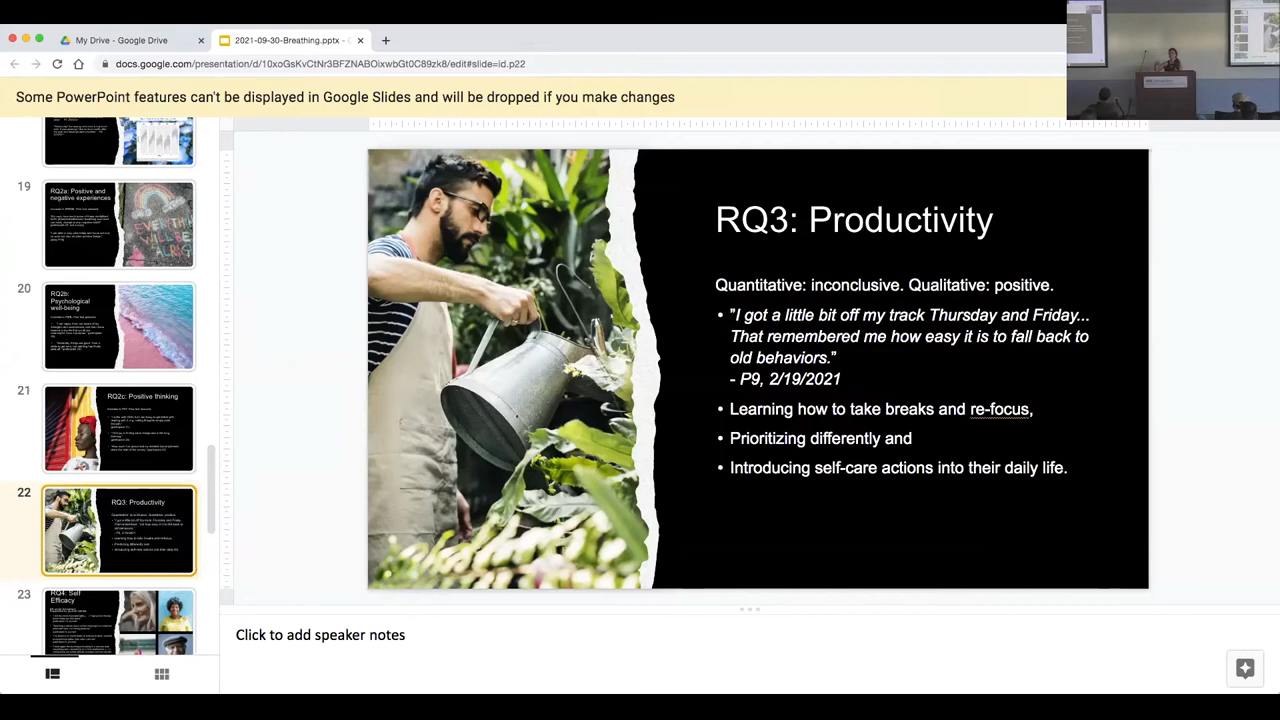 My Drive - Google Drive
2021-09-30-Breathing.pptx -
docs.google.com/presentation/d/10xoGsKvCtNr3BFZNABOixwbGt0C89zk8/edit#slide=id.p22
Some PowerPoint features can't be displayed in Google Slides and will be dropped if you make changes
19
RQ2a: Positive and
negative experiences
20
RQ2b:
Psychological
well-being
21
RQ2c: Positive thinking
22
RQ3: Productivity
23
RQ4: Self
Efficacy
RQ3: Productivity
Quantitative: inconclusive. Qualitative: positive.
• "I got a little bit off my track Thursday and Friday...
That remembered me how easy it is to fall back to
old behaviors."
- P9, 2/19/2021
• Learning how to take breaks and re-focus,
• Prioritizing differently and
• Introducing self-care actions into their daily life.
lick to add speaker notes